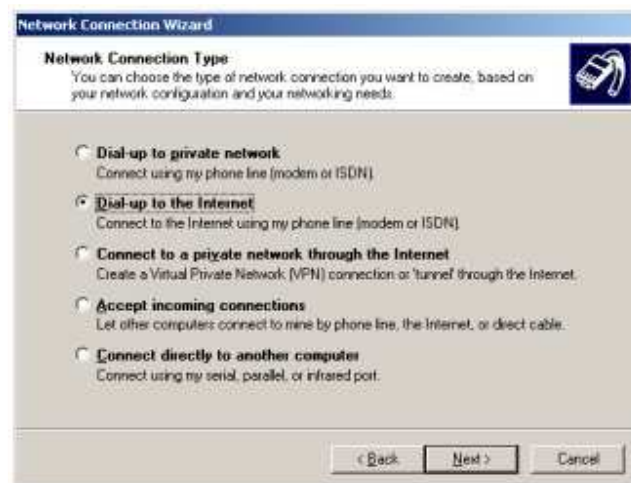 Network Connection Wizard
Network Connection Type
You can choose the type of network connection you want to create, based on
your network configuration and your networking needs.
Dial-up to private network
Connect using my phone line (modem or ISDN).
Dial-up to the Internet
Connect to the Internet using my phone line (modem or ISDN).
Connect to a private network through the Internet
Create a Virtual Private Network (VPN) connection or 'tunnel' through the Internet.
Accept incoming connections
Let other computers connect to mine by phone line, the Internet, or direct cable.
Connect directly to another computer
Connect using my serial, parallel, or infrared port.
< Back Next > Cancel